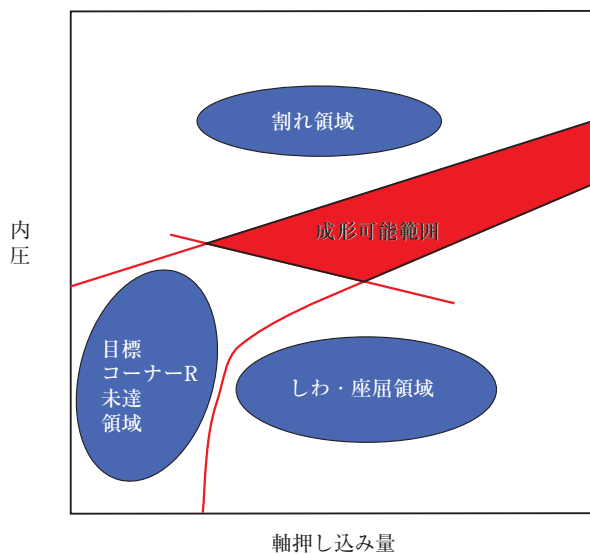 割れ領域
成形可能範囲
内圧
目標
コーナーR
未達
領域
しわ・座屈領域
軸押し込み量